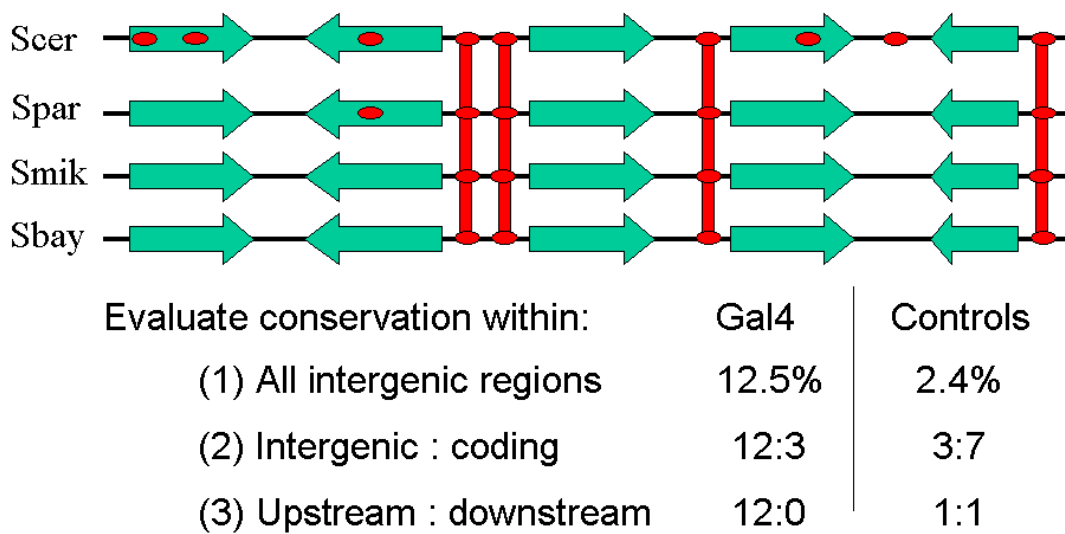 Scer
Spar
Smik
Sbay
Evaluate conservation within: Gal4 Controls
(1) All intergenic regions 12.5% 2.4%
(2) Intergenic : coding 12:3 3:7
(3) Upstream : downstream 12:0 1:1